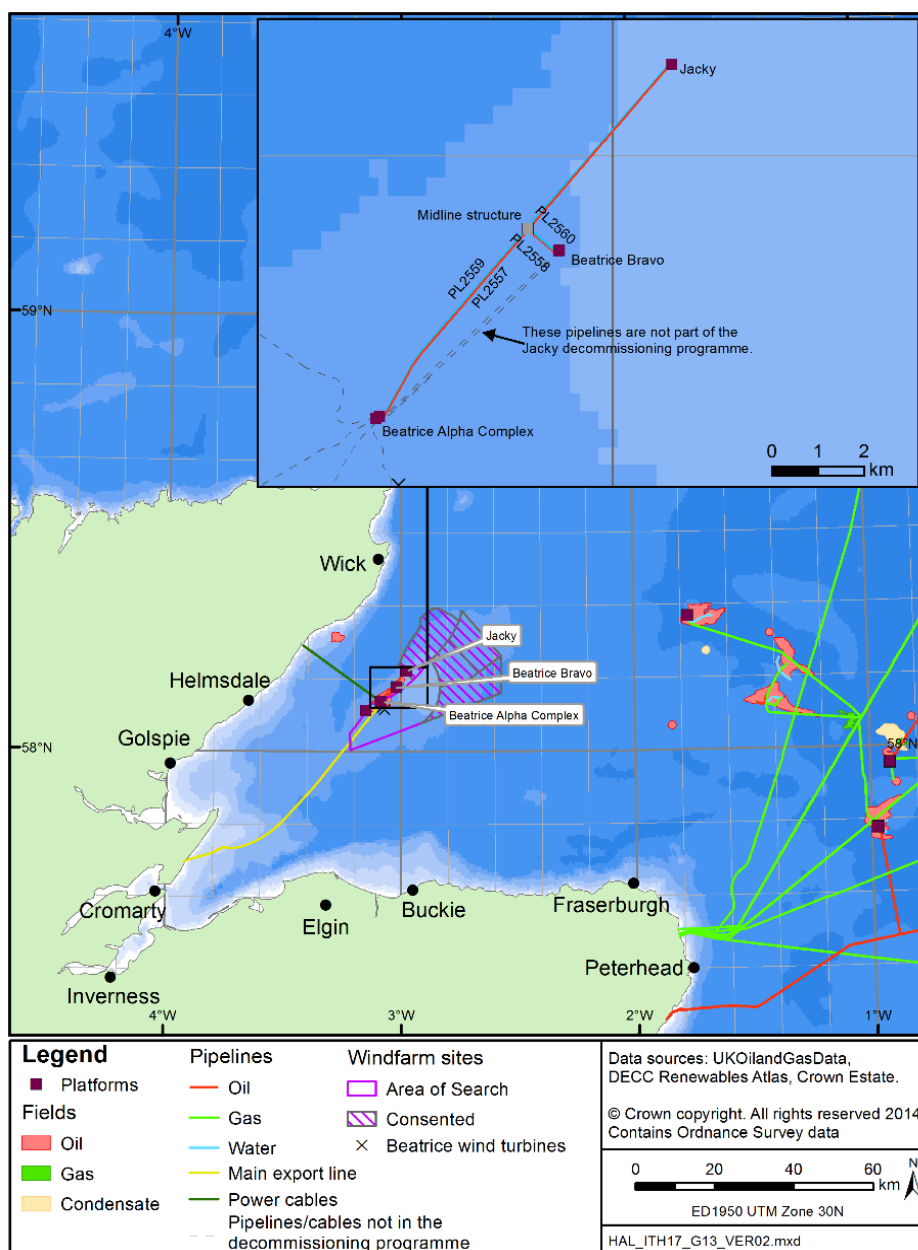 4°W
Jacky
Midline structure
PL2560
Beatrice Bravo
PL2558
PL2559
PL2557
59°N
These pipelines are not part of the
Jacky decommissioning programme.
Beatrice Alpha Complex
0 1 2
km
Wick
Jacky
Beatrice Bravo
Helmsdale
Beatrice Alpha Complex
58°N
58°N
Golspie
Cromarty
Elgin
Buckie
Fraserburgh
Peterhead
Inverness
4°W
3°W
2°W
1°W
Legend
Platforms
Fields
Oil
Gas
Condensate
Pipelines
Oil
Gas
Water
Main export line
Power cables
Pipelines/cables not in the
decommissioning programme
Windfarm sites
Area of Search
Consented
Beatrice wind turbines
Data sources: UKOilandGasData,
DECC Renewables Atlas, Crown Estate.
© Crown copyright. All rights reserved 2014
Contains Ordnance Survey data
0 20 40 60
km
N
ED1950 UTM Zone 30N
HAL_ITH17_G13_VER02.mxd